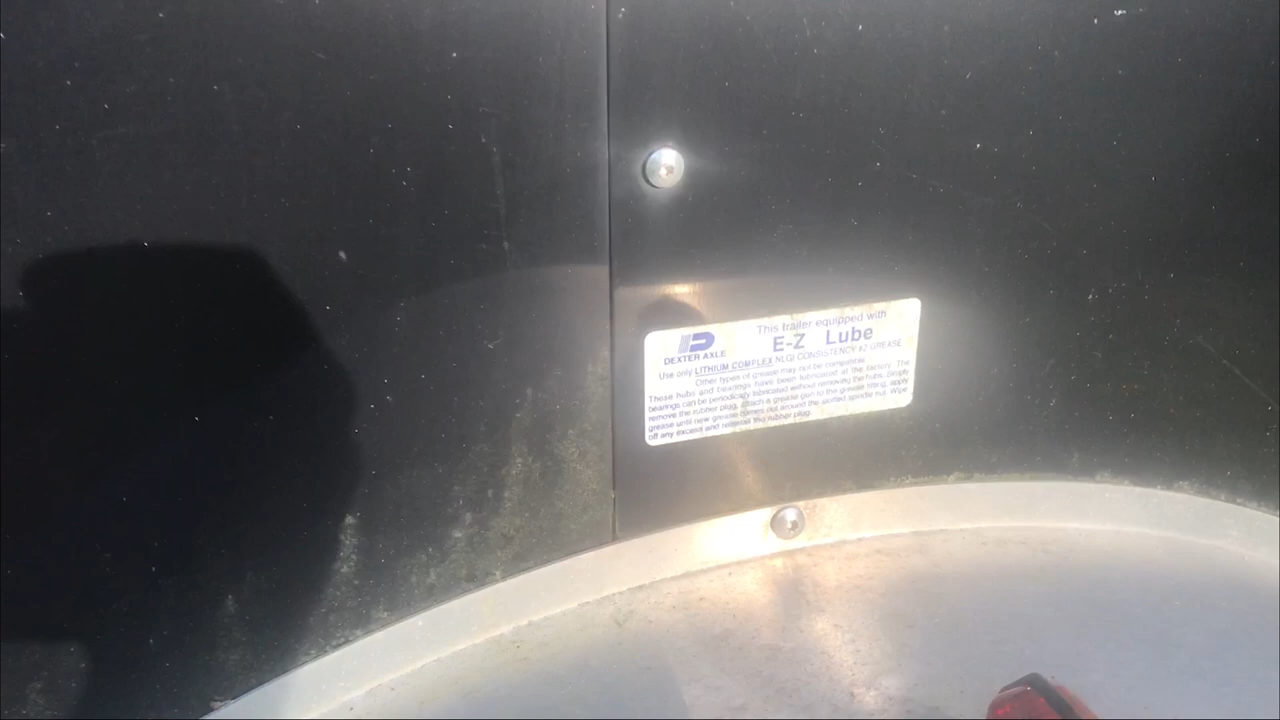 DEXTER AXLE
This trailer equipped with
E-Z Lube
Use only LITHIUM COMPLEX NLGI CONSISTENCY #2 GREASE
Other types of grease may not be compatible.
These hubs and bearings have been lubricated at the factory. The
bearings can be periodically lubricated without removing the hubs. Simply
remove the rubber plug, attach a grease gun to the grease fitting, apply
grease until new grease comes out around the slotted spindle nut. Wipe
off any excess and reinstall the rubber plug.